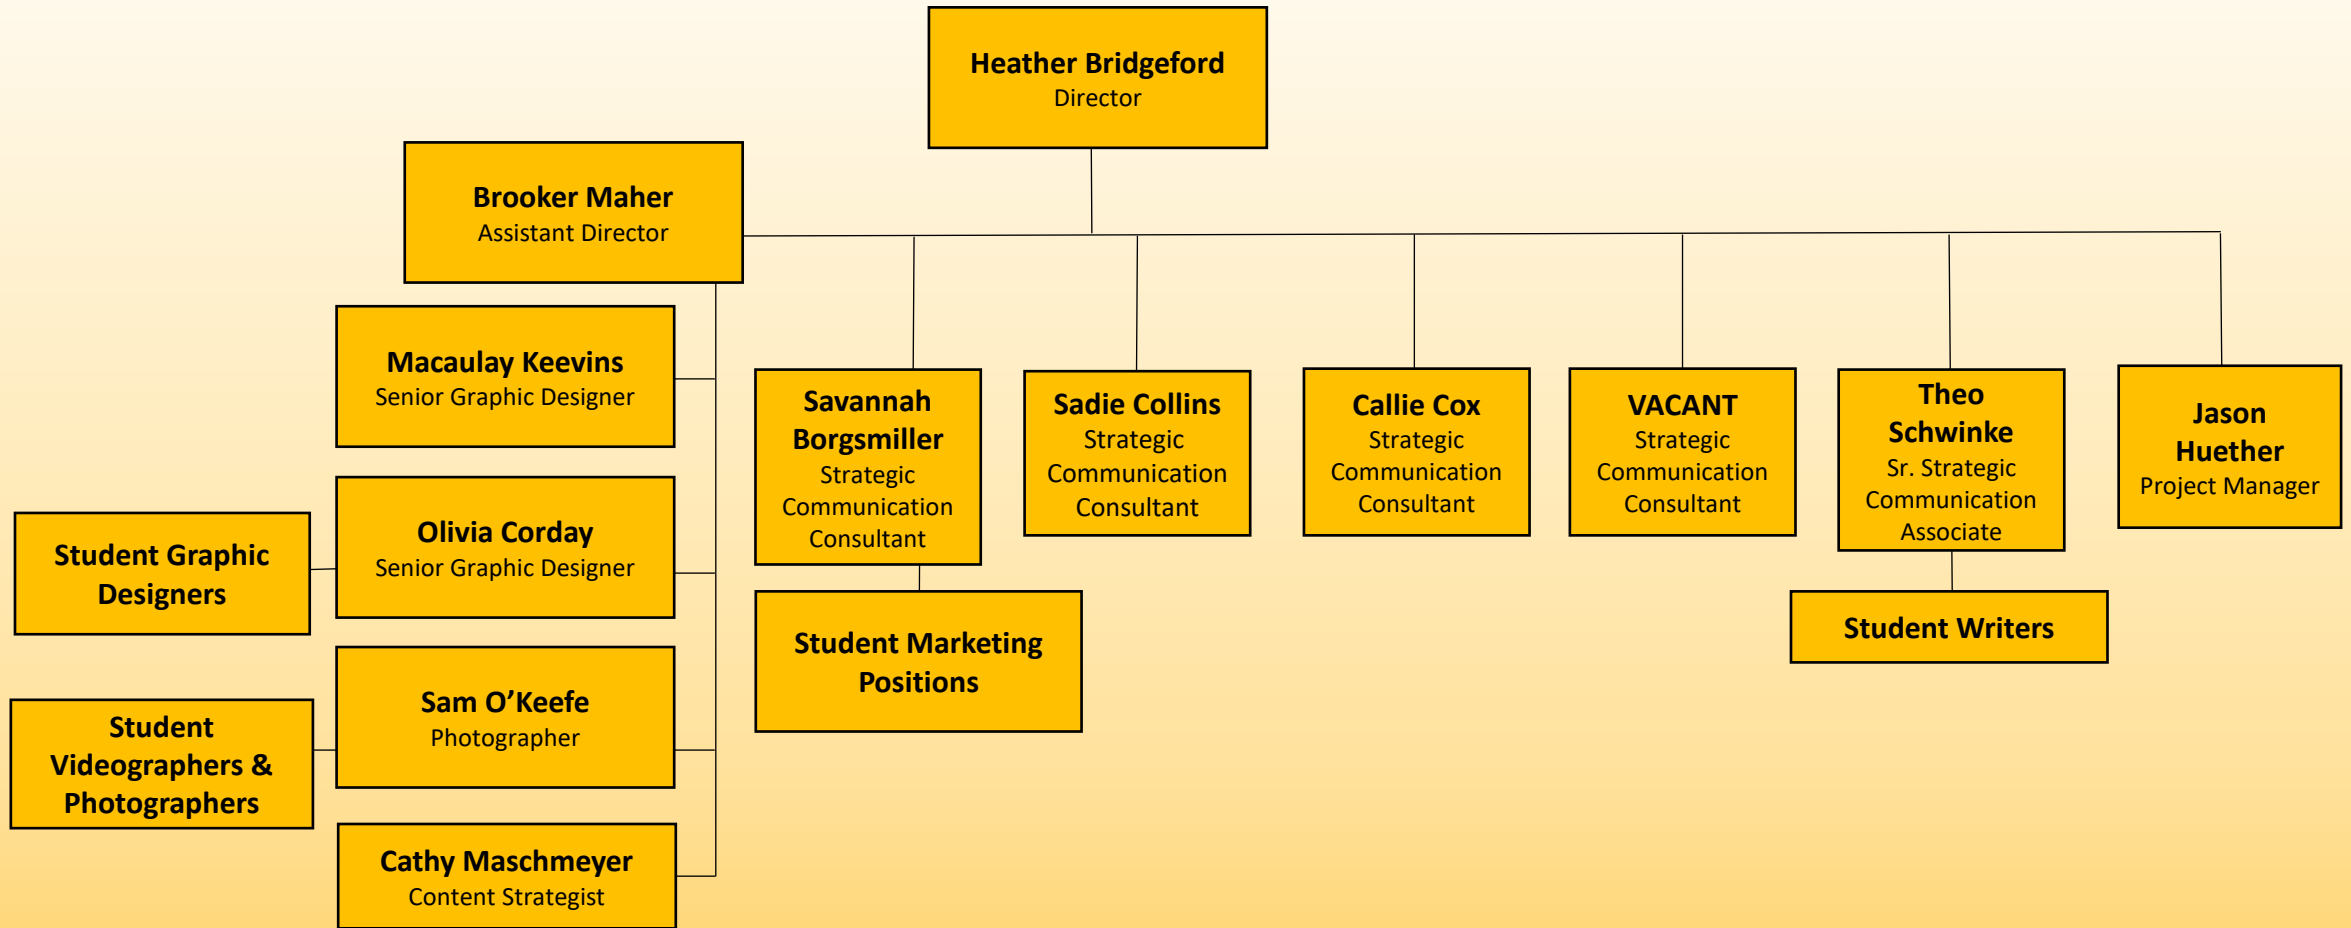 Heather Bridgeford
Director
Brooker Maher
Assistant Director
Macaulay Keevins
Senior Graphic Designer
Olivia Corday
Senior Graphic Designer
Student Graphic
Designers
Sam O’Keefe
Photographer
Student
Videographers &
Photographers
Cathy Maschmeyer
Content Strategist
Savannah
Borgsmiller
Strategic
Communication
Consultant
Student Marketing
Positions
Sadie Collins
Strategic
Communication
Consultant
Callie Cox
Strategic
Communication
Consultant
VACANT
Strategic
Communication
Consultant
Theo
Schwinke
Sr. Strategic
Communication
Associate
Student Writers
Jason
Huether
Project Manager